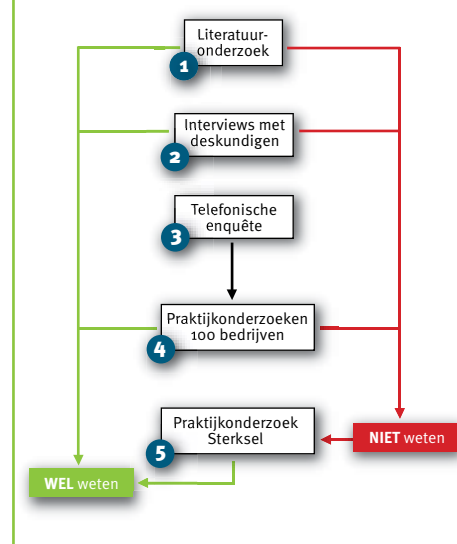 Literatuur-
onderzoek
1
Interviews met
deskundigen
2
Telefonische
enquête
3
Praktijkonderzoeken
100 bedrijven
4
Praktijkonderzoek
Sterksel
5
NIET weten
WEL weten